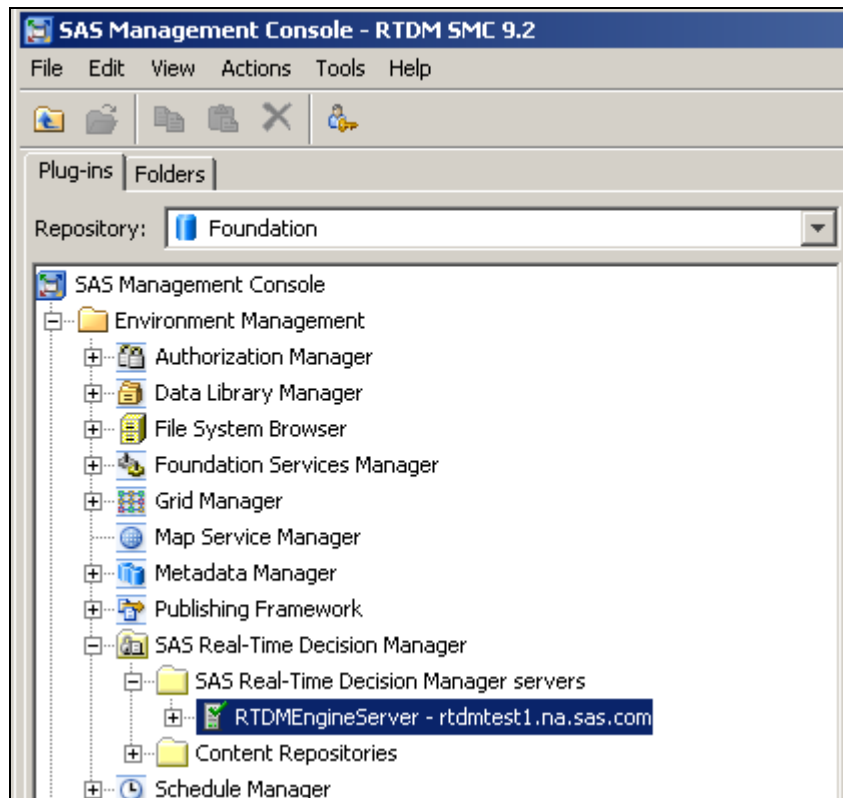 SAS Management Console - RTDM SMC 9.2
File Edit View Actions Tools Help
Plug-ins Folders
Repository: Foundation
SAS Management Console
Environment Management
Authorization Manager
Data Library Manager
File System Browser
Foundation Services Manager
Grid Manager
Map Service Manager
Metadata Manager
Publishing Framework
SAS Real-Time Decision Manager
SAS Real-Time Decision Manager servers
RTDMEngineServer - rtdmtest1.na.sas.com
Content Repositories
Schedule Manager